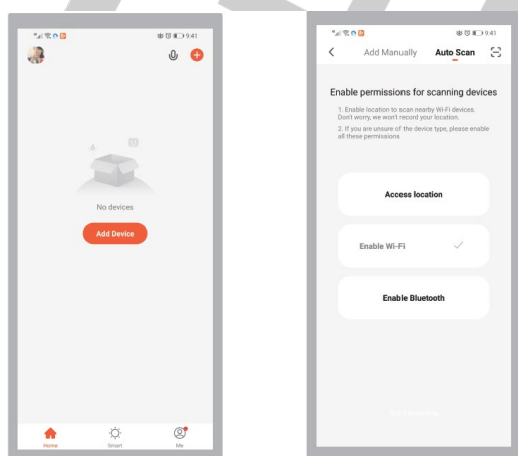 9:41
No devices
Add Device
Home
Smart
Me
9:41
Add Manually
Auto Scan
Enable permissions for scanning devices
1. Enable location to scan nearby Wi-Fi devices.
Don't worry, we won't record your location.
2. If you are unsure of the device type, please enable
all these permissions
Access location
Enable Wi-Fi
Enable Bluetooth